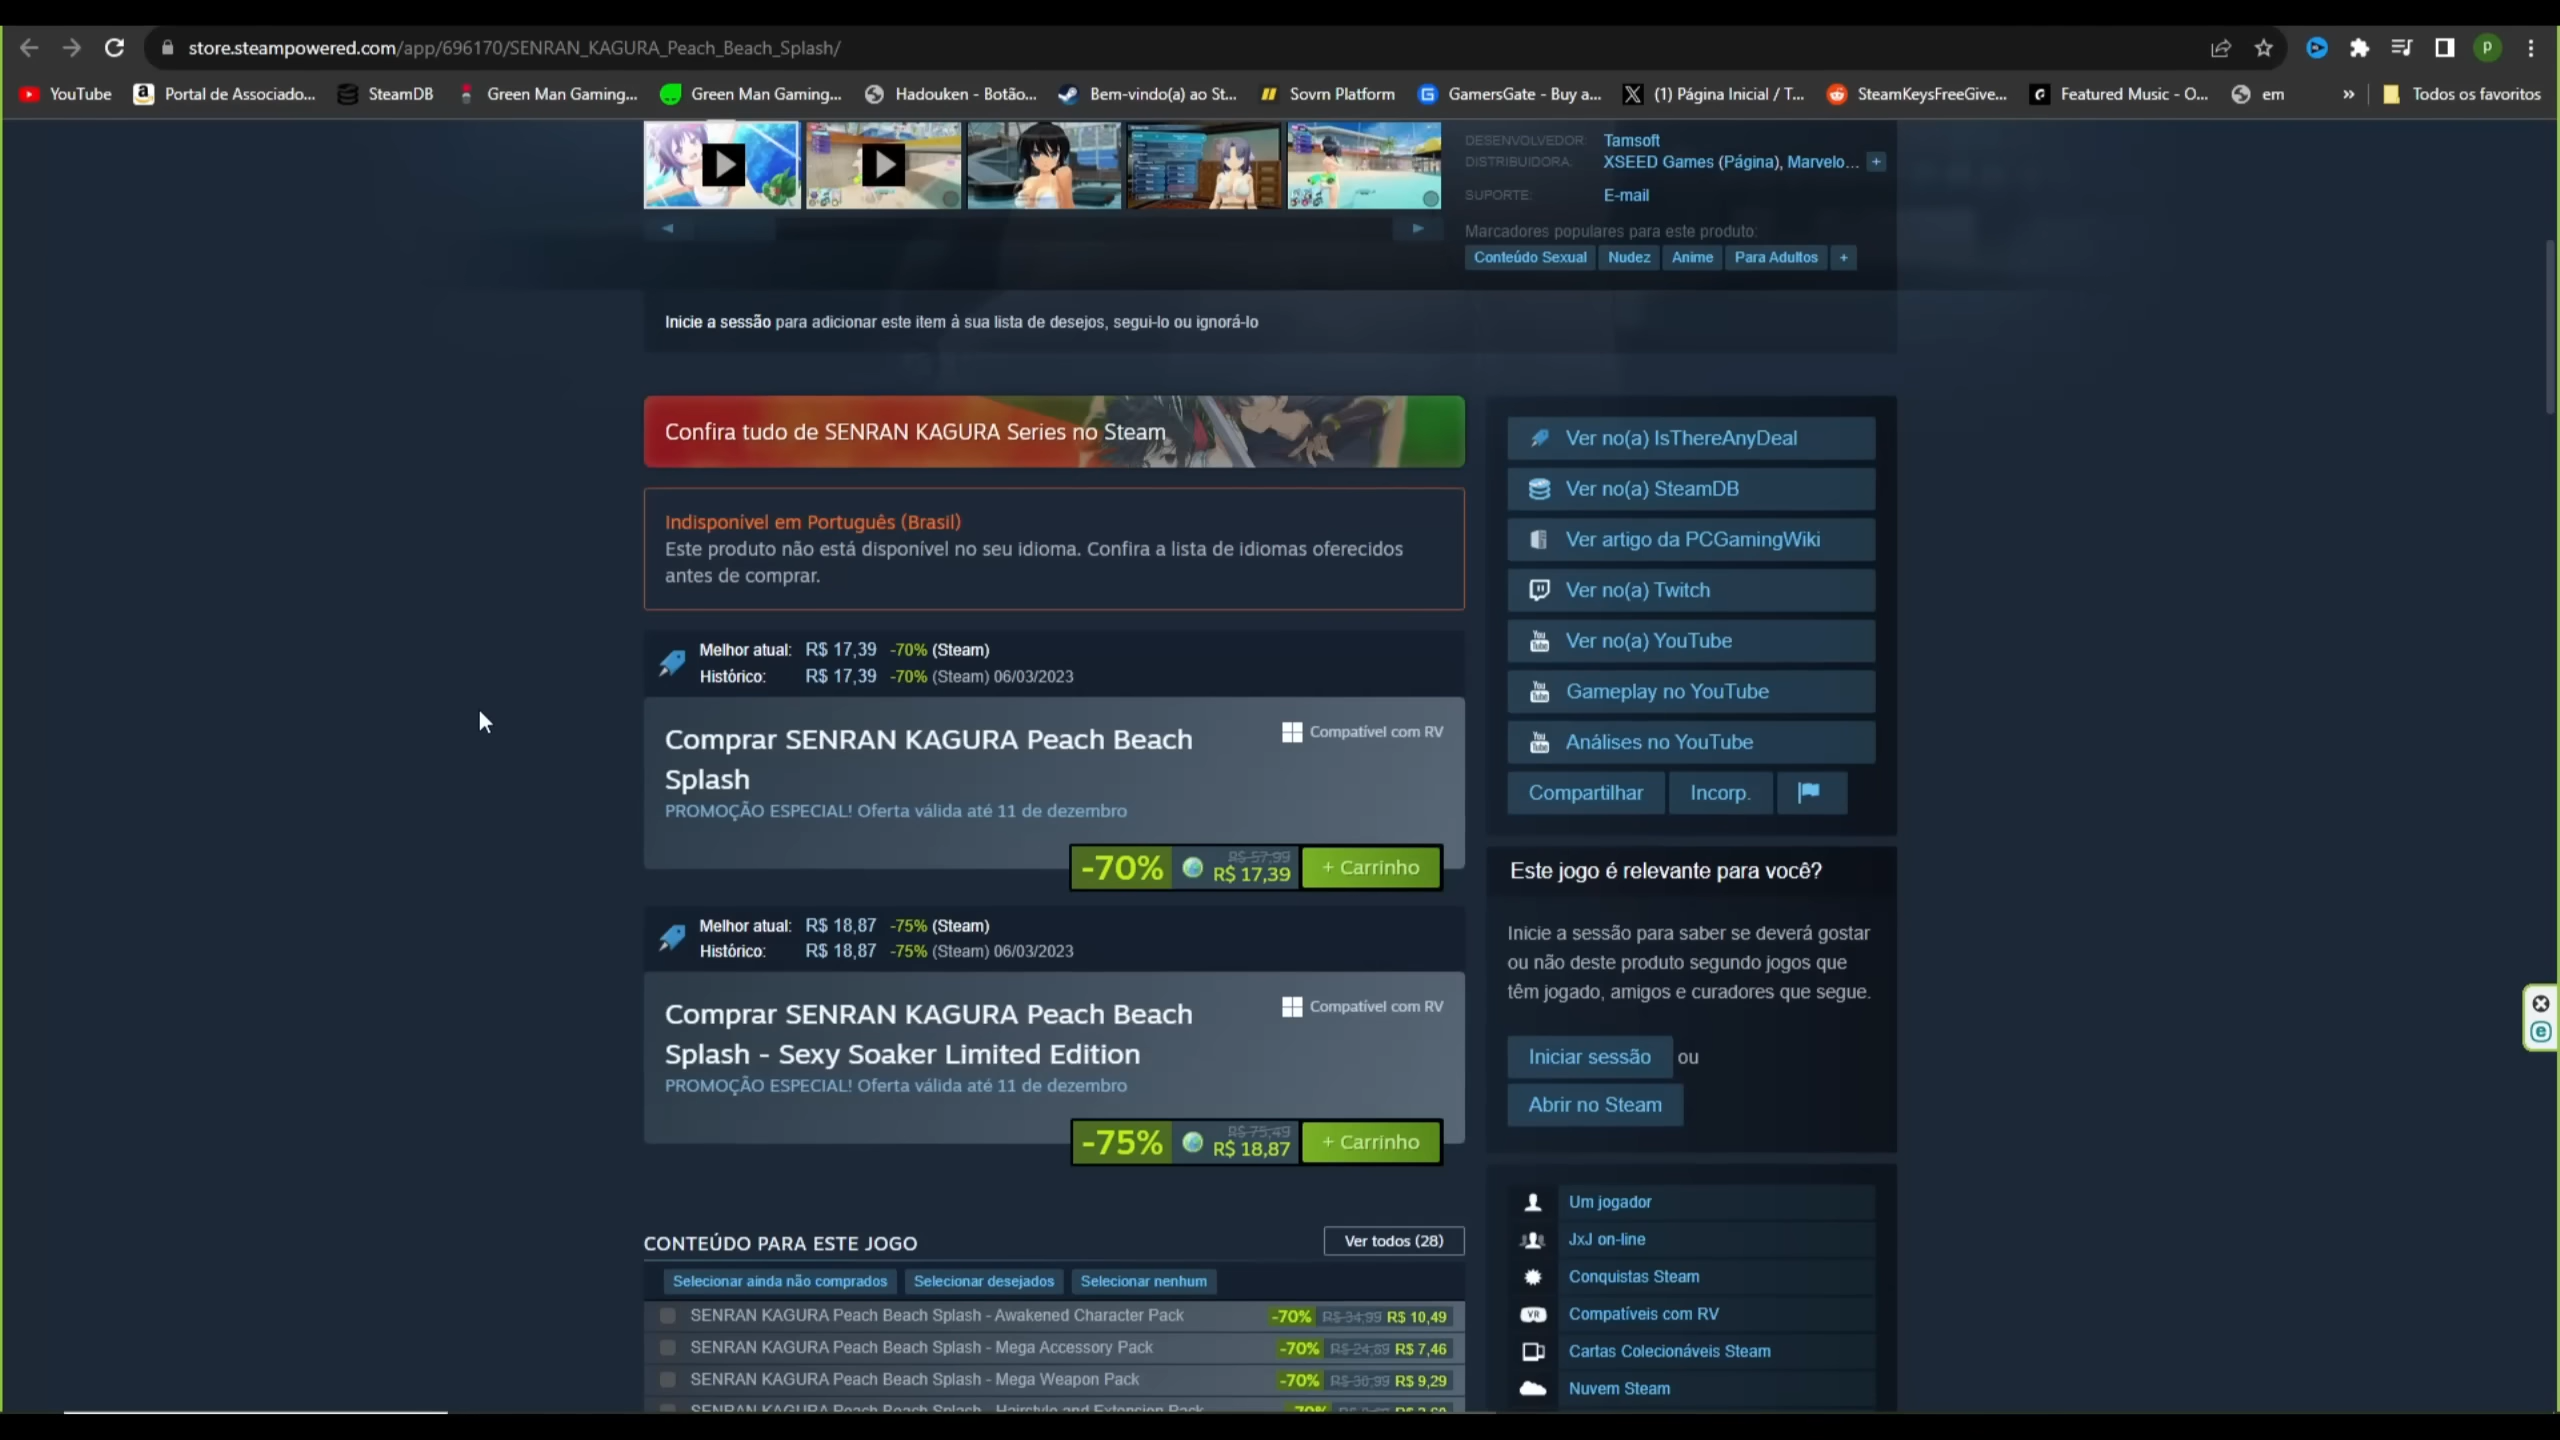 store.steampowered.com/app/696170/SENRAN_KAGURA_Peach_Beach_Splash/
P
YouTube
Portal de Associado...
SteamDB
Green Man Gaming...
Green Man Gaming...
Hadouken - Botão...
Bem-vindo(a) ao St...
Sovrn Platform
GamersGate - Buy a...
(1) Página Inicial / T...
SteamKeysFreeGive...
Featured Music - O...
em
»
Todos os favoritos
DESENVOLVEDOR: Tamsoft
DISTRIBUIDORA: XSEED Games (Página), Marvelo... +
SUPORTE: E-mail
Marcadores populares para este produto:
Conteúdo Sexual Nudez Anime Para Adultos +
Inicie a sessão para adicionar este item à sua lista de desejos, segui-lo ou ignorá-lo
Confira tudo de SENRAN KAGURA Series no Steam
Indisponível em Português (Brasil)
Este produto não está disponível no seu idioma. Confira a lista de idiomas oferecidos
antes de comprar.
Melhor atual: R$ 17,39 -70% (Steam)
Histórico: R$ 17,39 -70% (Steam) 06/03/2023
Comprar SENRAN KAGURA Peach Beach
Splash
Compatível com RV
PROMOÇÃO ESPECIAL! Oferta válida até 11 de dezembro
-70% R$ 57,99
R$ 17,39
+ Carrinho
Melhor atual: R$ 18,87 -75% (Steam)
Histórico: R$ 18,87 -75% (Steam) 06/03/2023
Comprar SENRAN KAGURA Peach Beach
Splash - Sexy Soaker Limited Edition
Compatível com RV
PROMOÇÃO ESPECIAL! Oferta válida até 11 de dezembro
-75% R$ 75,49
R$ 18,87
+ Carrinho
CONTEÚDO PARA ESTE JOGO
Ver todos (28)
Selecionar ainda não comprados Selecionar desejados Selecionar nenhum
SENRAN KAGURA Peach Beach Splash - Awakened Character Pack -70% R$ 34,99 R$ 10,49
SENRAN KAGURA Peach Beach Splash - Mega Accessory Pack -70% R$ 24,89 R$ 7,46
SENRAN KAGURA Peach Beach Splash - Mega Weapon Pack -70% R$ 30,99 R$ 9,29
SENRAN KAGURA Peach Beach Splash - Hairstyle and Extension Pack -70%
Ver no(a) IsThereAnyDeal
Ver no(a) SteamDB
Ver artigo da PCGamingWiki
Ver no(a) Twitch
Ver no(a) YouTube
Gameplay no YouTube
Análises no YouTube
Compartilhar Incorp.
Este jogo é relevante para você?
Inicie a sessão para saber se deverá gostar
ou não deste produto segundo jogos que
têm jogado, amigos e curadores que segue.
Iniciar sessão ou
Abrir no Steam
Um jogador
JxJ on-line
Conquistas Steam
VR Compatíveis com RV
Cartas Colecionáveis Steam
Nuvem Steam